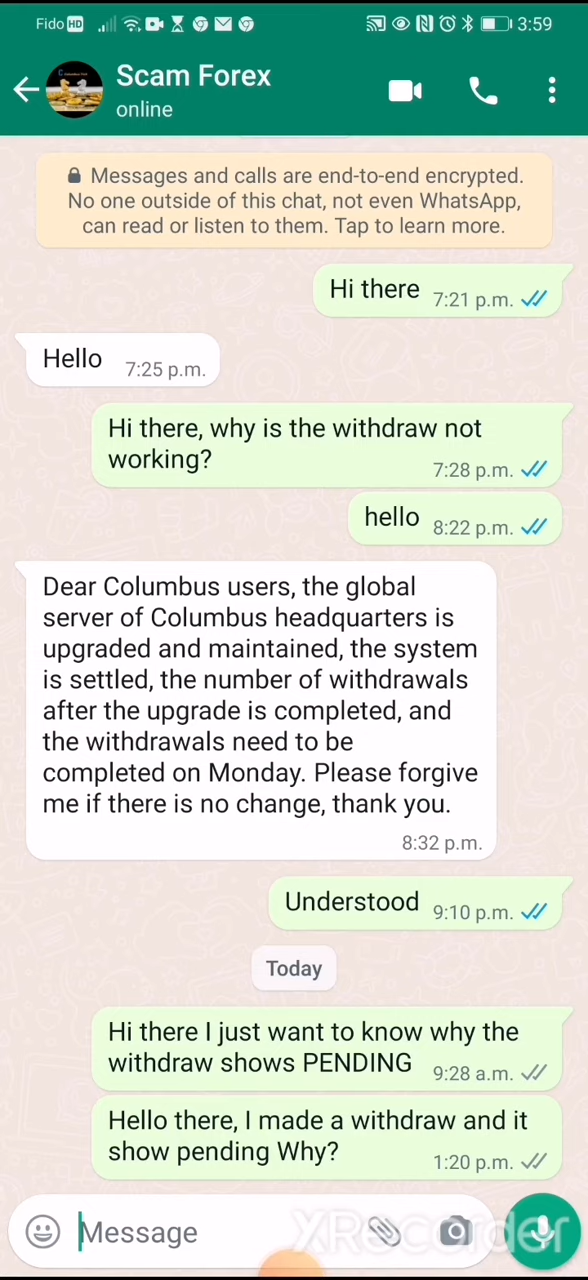 Fido HD 3:59
Scam Forex
online
Messages and calls are end-to-end encrypted.
No one outside of this chat, not even WhatsApp,
can read or listen to them. Tap to learn more.
Hi there 7:21 p.m.
Hello 7:25 p.m.
Hi there, why is the withdraw not
working? 7:28 p.m.
hello 8:22 p.m.
Dear Columbus users, the global
server of Columbus headquarters is
upgraded and maintained, the system
is settled, the number of withdrawals
after the upgrade is completed, and
the withdrawals need to be
completed on Monday. Please forgive
me if there is no change, thank you.
8:32 p.m.
Understood 9:10 p.m.
Today
Hi there I just want to know why the
withdraw shows PENDING 9:28 a.m.
Hello there, I made a withdraw and it
show pending Why? 1:20 p.m.
Message
XRecorder